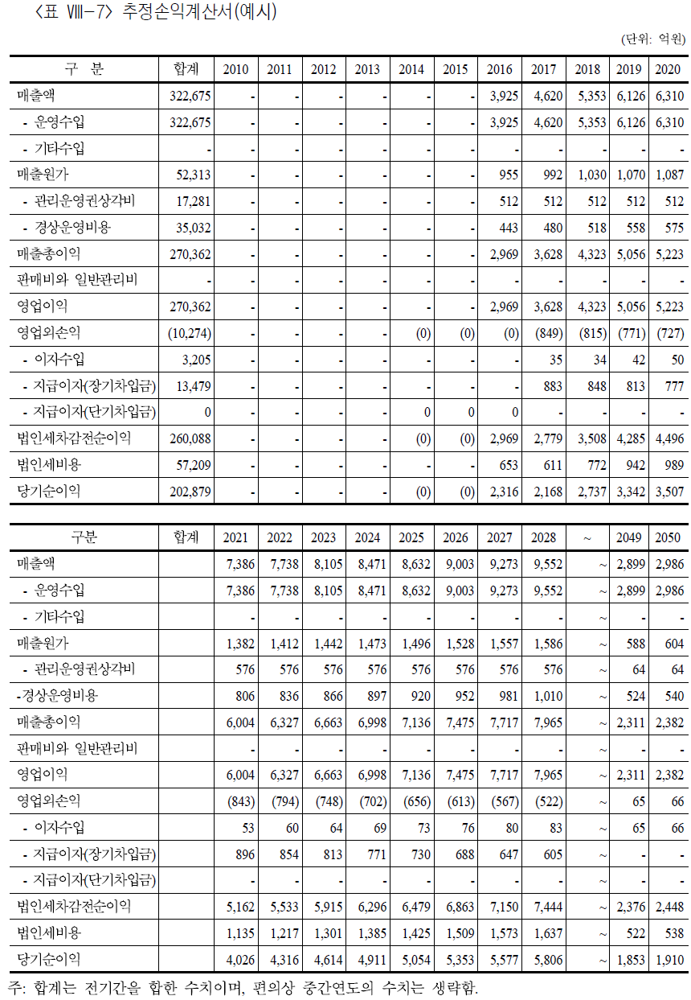 <표 Ⅷ-7> 추정손익계산서(예시)
(단위: 억원)
구 분 합계 2010 2011 2012 2013 2014 2015 2016 2017 2018 2019 2020
매출액 322,675 - - - - - - 3,925 4,620 5,353 6,126 6,310
- 운영수입 322,675 - - - - - - 3,925 4,620 5,353 6,126 6,310
- 기타수입 - - - - - - - - - - - -
매출원가 52,313 - - - - - - 955 992 1,030 1,070 1,087
- 관리운영권상각비 17,281 - - - - - - 512 512 512 512 512
- 경상운영비용 35,032 - - - - - - 443 480 518 558 575
매출총이익 270,362 - - - - - - 2,969 3,628 4,323 5,056 5,223
판매비와 일반관리비 - - - - - - - - - - - -
영업이익 270,362 - - - - - - 2,969 3,628 4,323 5,056 5,223
영업외손익 (10,274) - - - - (0) (0) (0) (849) (815) (771) (727)
- 이자수입 3,205 - - - - - - - 35 34 42 50
- 지급이자(장기차입금) 13,479 - - - - - - - 883 848 813 777
- 지급이자(단기차입금) 0 - - - - 0 0 0 - - - -
법인세차감전순이익 260,088 - - - - (0) (0) 2,969 2,779 3,508 4,285 4,496
법인세비용 57,209 - - - - - - 653 611 772 942 989
당기순이익 202,879 - - - - (0) (0) 2,316 2,168 2,737 3,342 3,507
구분 합계 2021 2022 2023 2024 2025 2026 2027 2028 ~ 2049 2050
매출액 7,386 7,738 8,105 8,471 8,632 9,003 9,273 9,552 ~ 2,899 2,986
- 운영수입 7,386 7,738 8,105 8,471 8,632 9,003 9,273 9,552 ~ 2,899 2,986
- 기타수입 - - - - - - - - ~ - -
매출원가 1,382 1,412 1,442 1,473 1,496 1,528 1,557 1,586 ~ 588 604
- 관리운영권상각비 576 576 576 576 576 576 576 576 ~ 64 64
-경상운영비용 806 836 866 897 920 952 981 1,010 ~ 524 540
매출총이익 6,004 6,327 6,663 6,998 7,136 7,475 7,717 7,965 ~ 2,311 2,382
판매비와 일반관리비 - - - - - - - - ~ - -
영업이익 6,004 6,327 6,663 6,998 7,136 7,475 7,717 7,965 ~ 2,311 2,382
영업외손익 (843) (794) (748) (702) (656) (613) (567) (522) ~ 65 66
- 이자수입 53 60 64 69 73 76 80 83 ~ 65 66
- 지급이자(장기차입금) 896 854 813 771 730 688 647 605 ~ - -
- 지급이자(단기차입금) - - - - - - - - ~ - -
법인세차감전순이익 5,162 5,533 5,915 6,296 6,479 6,863 7,150 7,444 ~ 2,376 2,448
법인세비용 1,135 1,217 1,301 1,385 1,425 1,509 1,573 1,637 ~ 522 538
당기순이익 4,026 4,316 4,614 4,911 5,054 5,353 5,577 5,806 ~ 1,853 1,910
주: 합계는 전기간을 합한 수치이며, 편의상 중간연도의 수치는 생략함.